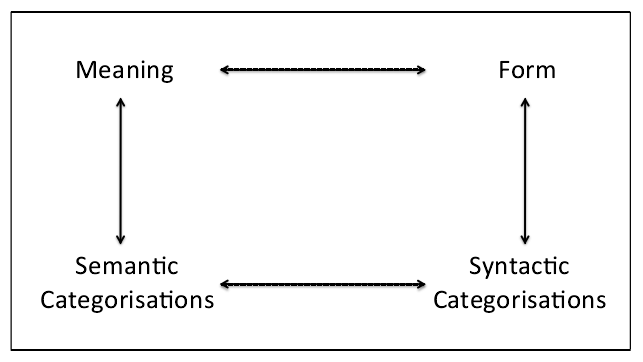 Meaning
Form
Semantic
Categorisations
Syntactic
Categorisations